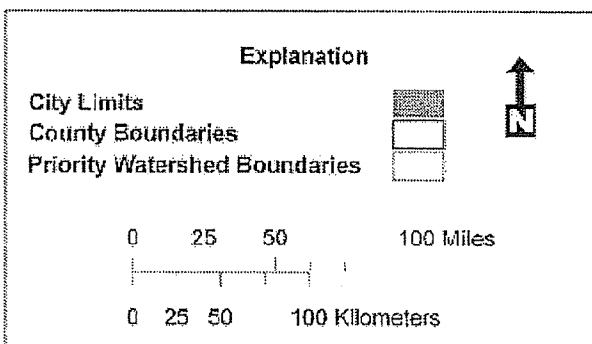 Explanation
N
City Limits
County Boundaries
Priority Watershed Boundaries
0 25 50 100 Miles
0 25 50 100 Kilometers